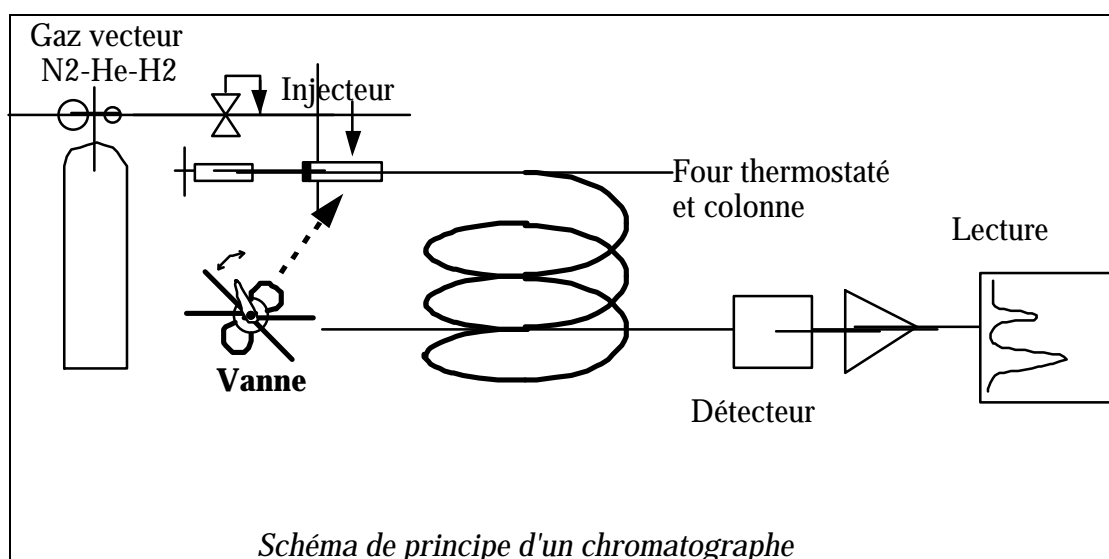 Gaz vecteur
N2-He-H2
Injecteur
Four thermostaté
et colonne
Lecture
Vanne
Détecteur
Schéma de principe d'un chromatographe